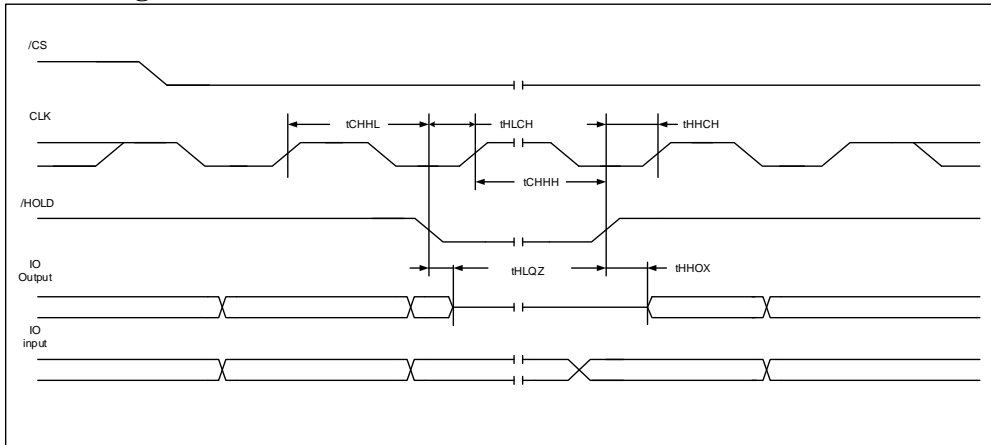 /CS
CLK
tCHHL
tHLCH
tHHCH
tCHHH
/HOLD
IO
Output
tHLQZ
tHHOX
IO
input